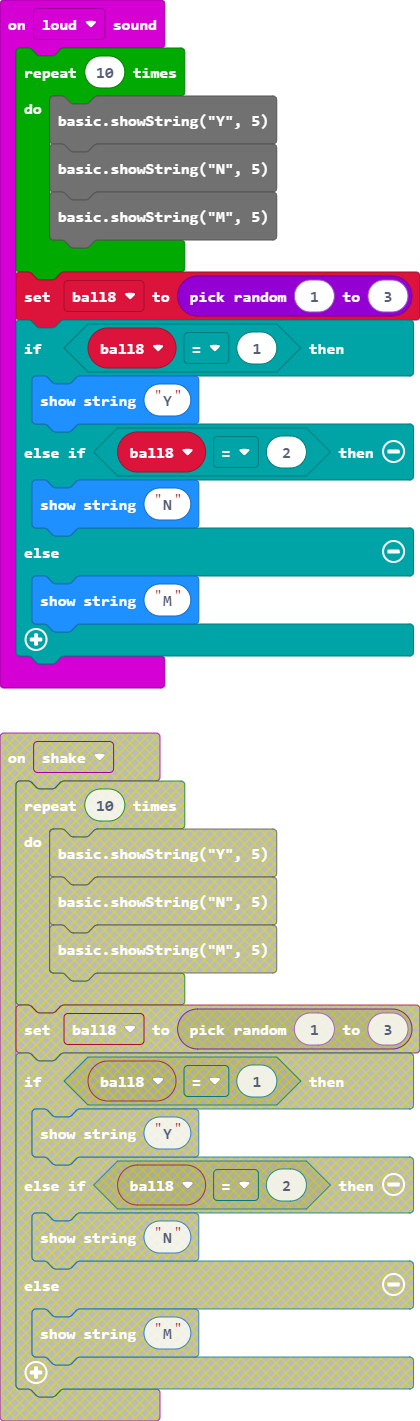 on loud sound
repeat 10 times
do
basic.showString("Y", 5)
basic.showString("N", 5)
basic.showString("M", 5)
set ball8 to pick random 1 to 3
if ball8 = 1 then
show string "Y"
else if ball8 = 2 then
show string "N"
else
show string "M"
on shake
repeat 10 times
do
basic.showString("Y", 5)
basic.showString("N", 5)
basic.showString("M", 5)
set ball8 to pick random 1 to 3
if ball8 = 1 then
show string "Y"
else if ball8 = 2 then
show string "N"
else
show string "M"